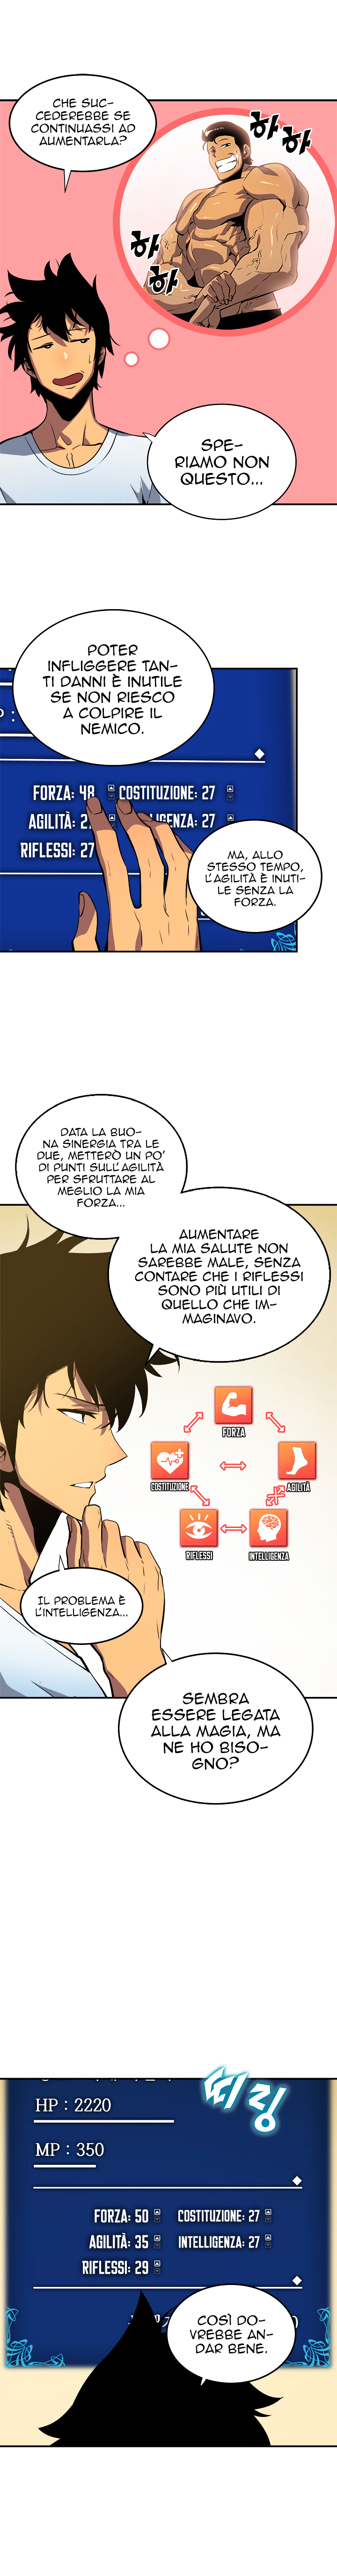 CHE SUC-
CEDEREBBE SE
CONTINUASSI AD
AUMENTARLA?
하
하
하
하
SPE-
RIAMO NON
QUESTO...
POTER
INFLIGGERE TAN-
TI DANNI È INUTILE
SE NON RIESCO
A COLPIRE IL
NEMICO.
FORZA: 48 COSTITUZIONE: 27
AGILITÀ: 27
RIFLESSI: 27
MA, ALLO
STESSO TEMPO,
L'AGILITÀ È INUTI-
LE SENZA LA
FORZA.
DATA LA BUO-
NA SINERGIA TRA LE
DUE, METTERÒ UN PO'
DI PUNTI SULL'AGILITÀ
PER SFRUTTARE AL
MEGLIO LA MIA
FORZA...
AUMENTARE
LA MIA SALUTE NON
SAREBBE MALE, SENZA
CONTARE CHE I RIFLESSI
SONO PIÙ UTILI DI
QUELLO CHE IM-
MAGINAVO.
FORZA
COSTITUZIONE
AGILITÀ
RIFLESSI
INTELLIGENZA
IL PROBLEMA È
L'INTELLIGENZA...
SEMBRA
ESSERE LEGATA
ALLA MAGIA, MA
NE HO BISO-
GNO?
띠링
HP : 2220
MP : 350
FORZA: 50 COSTITUZIONE: 27
AGILITÀ: 35 INTELLIGENZA: 27
RIFLESSI: 29
COSÌ DO-
VREBBE AN-
DAR BENE.